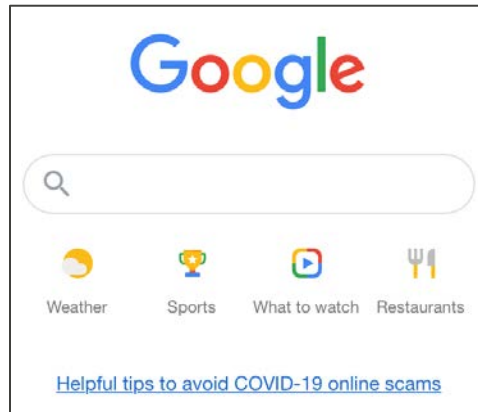 Google
Weather Sports What to watch Restaurants
Helpful tips to avoid COVID-19 online scams